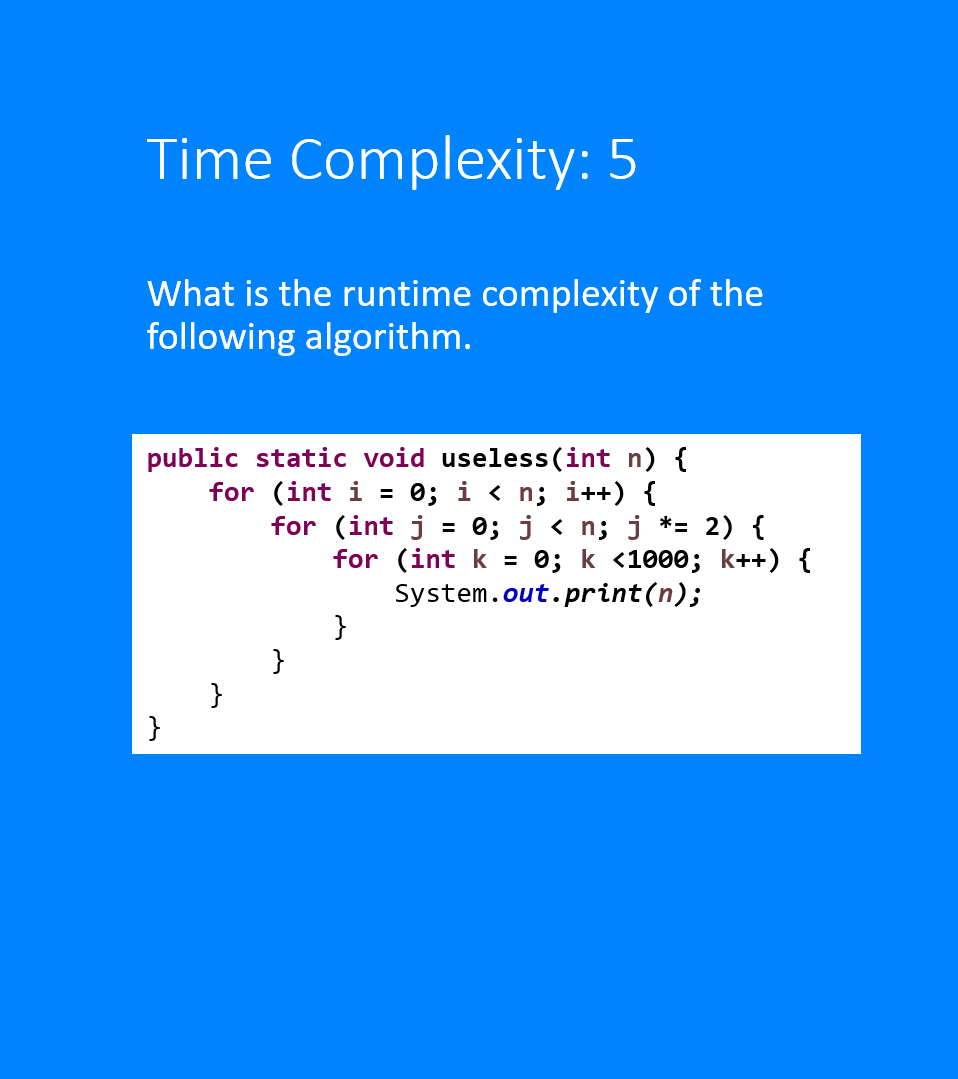 Time Complexity: 5
What is the runtime complexity of the
following algorithm.
public static void useless(int n) {
    for (int i = 0; i < n; i++) {
        for (int j = 0; j < n; j *= 2) {
            for (int k = 0; k <1000; k++) {
                System.out.print(n);
            }
        }
    }
}